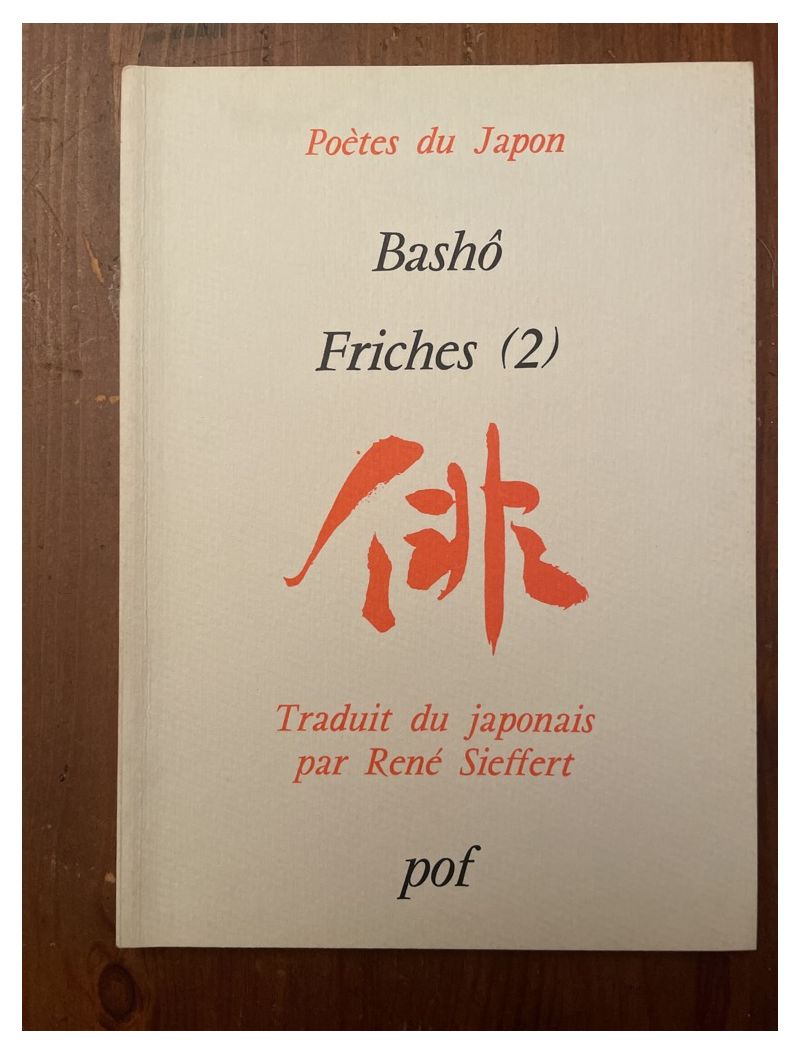 Poètes du Japon
Bashô
Friches (2)
俳
Traduit du japonais
par René Sieffert
pof